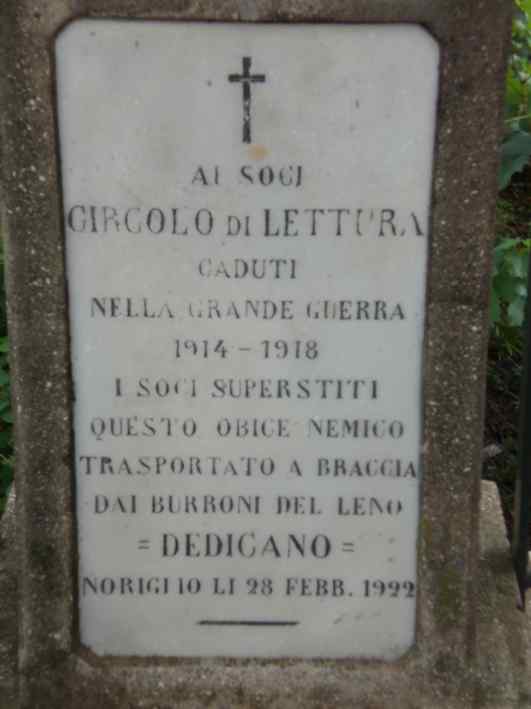 AI SOCI
CIRCOLO DI LETTURA
CADUTI
NELLA GRANDE GUERRA
1914-1918
I SOCI SUPERSTITI
QUESTO OBICE NEMICO
TRASPORTATO A BRACCIA
DAI BURRONI DEL LENO
= DEDICANO =
NORIGLIO LI 28 FEBB. 1922